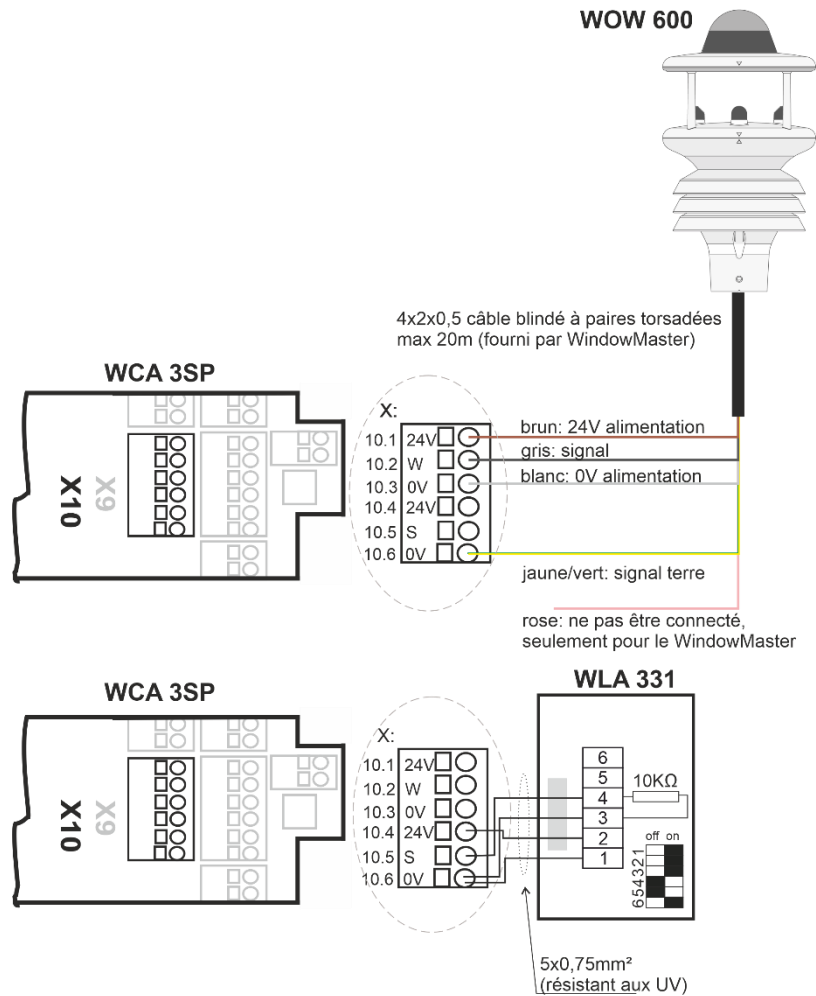 WOW 600
4x2x0,5 câble blindé à paires torsadées
max 20m (fourni par WindowMaster)
WCA 3SP
X10
X9
X:
10.1 24V
10.2 W
10.3 0V
10.4 24V
10.5 S
10.6 0V
brun: 24V alimentation
gris: signal
blanc: 0V alimentation
jaune/vert: signal terre
rose: ne pas être connecté,
seulement pour le WindowMaster
WCA 3SP
X10
X9
X:
10.1 24V
10.2 W
10.3 0V
10.4 24V
10.5 S
10.6 0V
WLA 331
6
5
4
3
2
1
10KΩ
off on
654321
5x0,75mm²
(résistant aux UV)